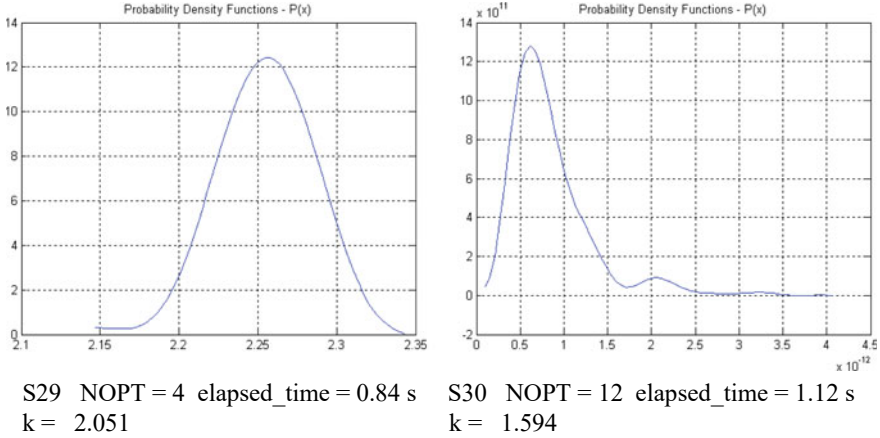 Probability Density Functions - P(x)
14
12
10
8
6
4
2
0
2.1 2.15 2.2 2.25 2.3 2.35
x 10^11 Probability Density Functions - P(x)
14
12
10
8
6
4
2
0
-2
0 0.5 1 1.5 2 2.5 3 3.5 4 4.5
x 10^-12
S29 NOPT = 4 elapsed_time = 0.84 s
k = 2.051
S30 NOPT = 12 elapsed_time = 1.12 s
k = 1.594